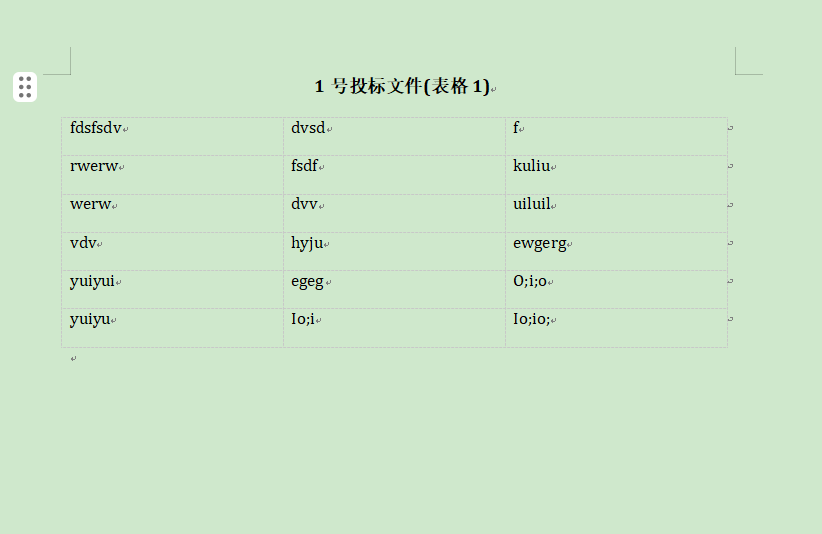 1 号投标文件(表格 1)
fdsfsdv dvsd f
rwerw fsdf kuliu
werw dvv uiluil
vdv hyju ewgerg
yuiyui egeg O;i;o
yuiyu Io;i Io;io;